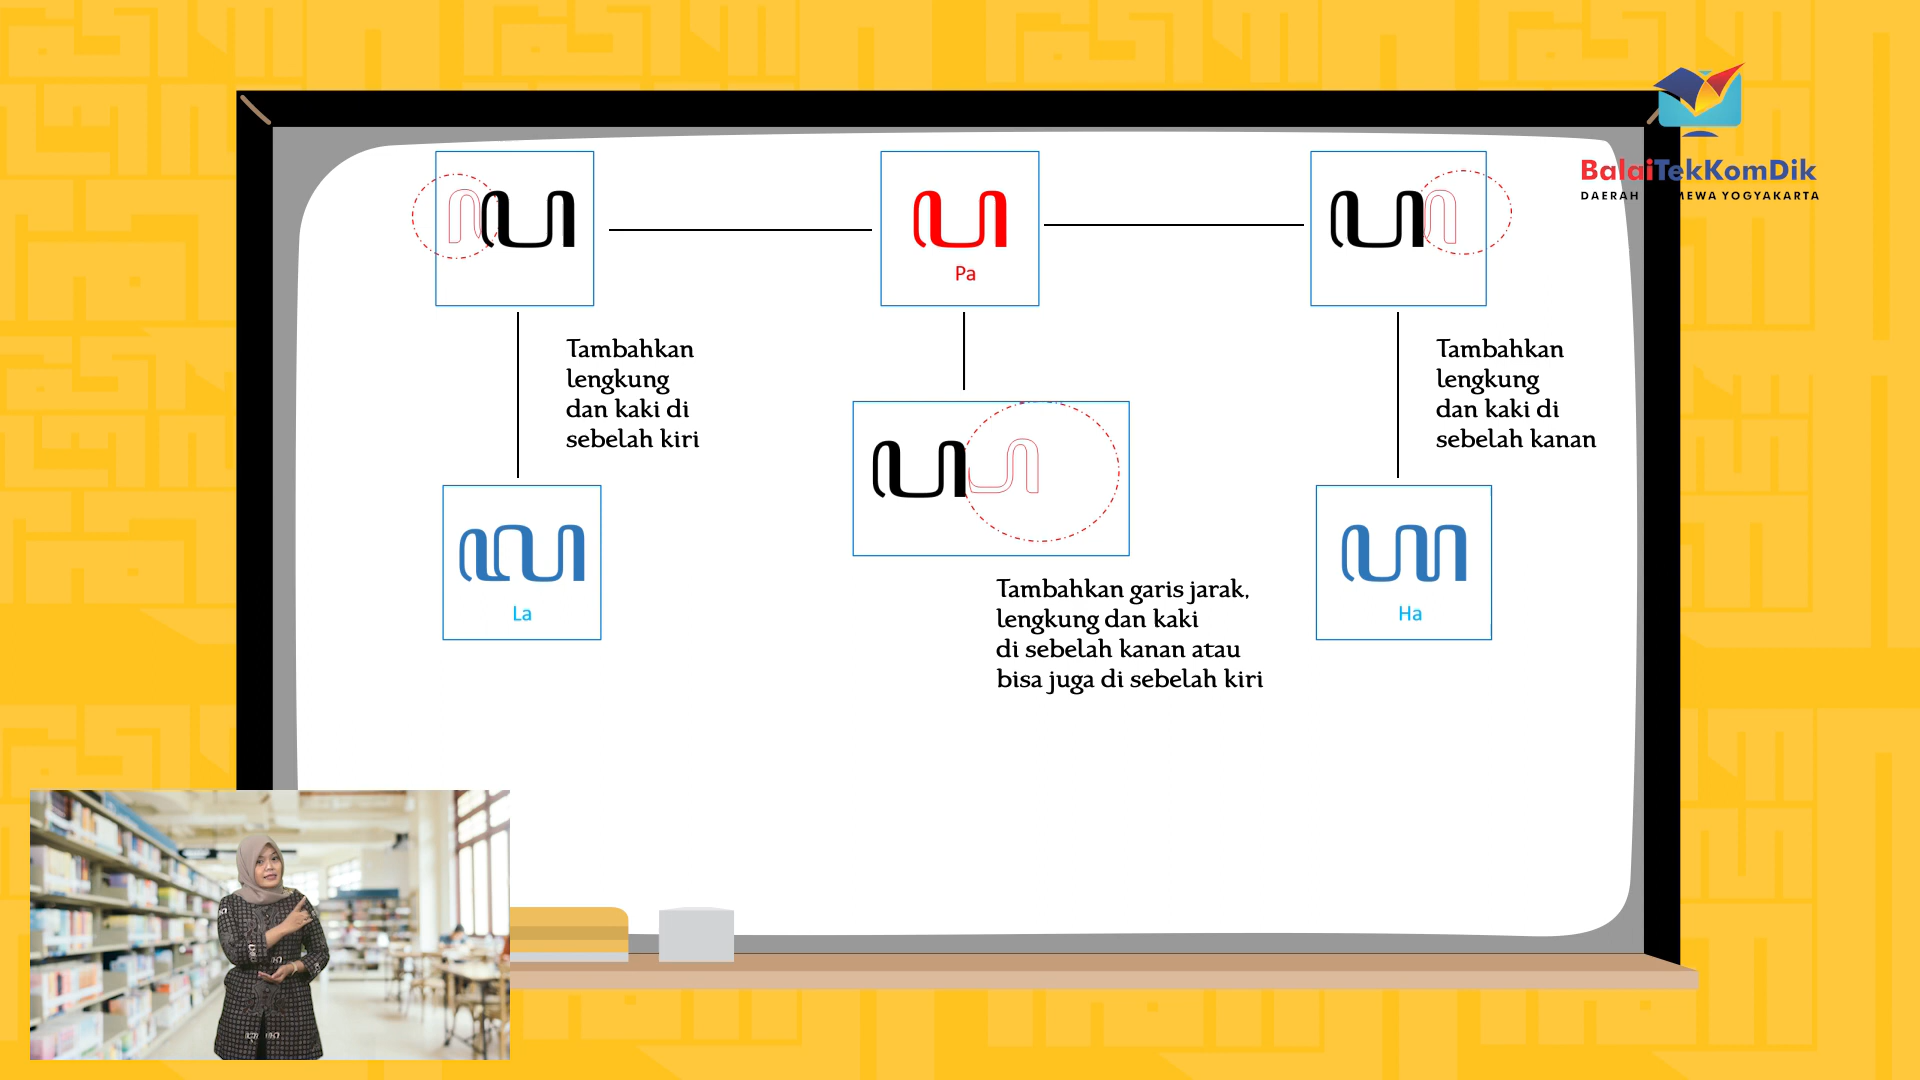 BalaiTekKomDik
DAERAH ISTIMEWA YOGYAKARTA
ꦥ
Pa
Tambahkan
lengkung
dan kaki di
sebelah kiri
Tambahkan
lengkung
dan kaki di
sebelah kanan
ꦭ
La
ꦲ
Ha
Tambahkan garis jarak,
lengkung dan kaki
di sebelah kanan atau
bisa juga di sebelah kiri